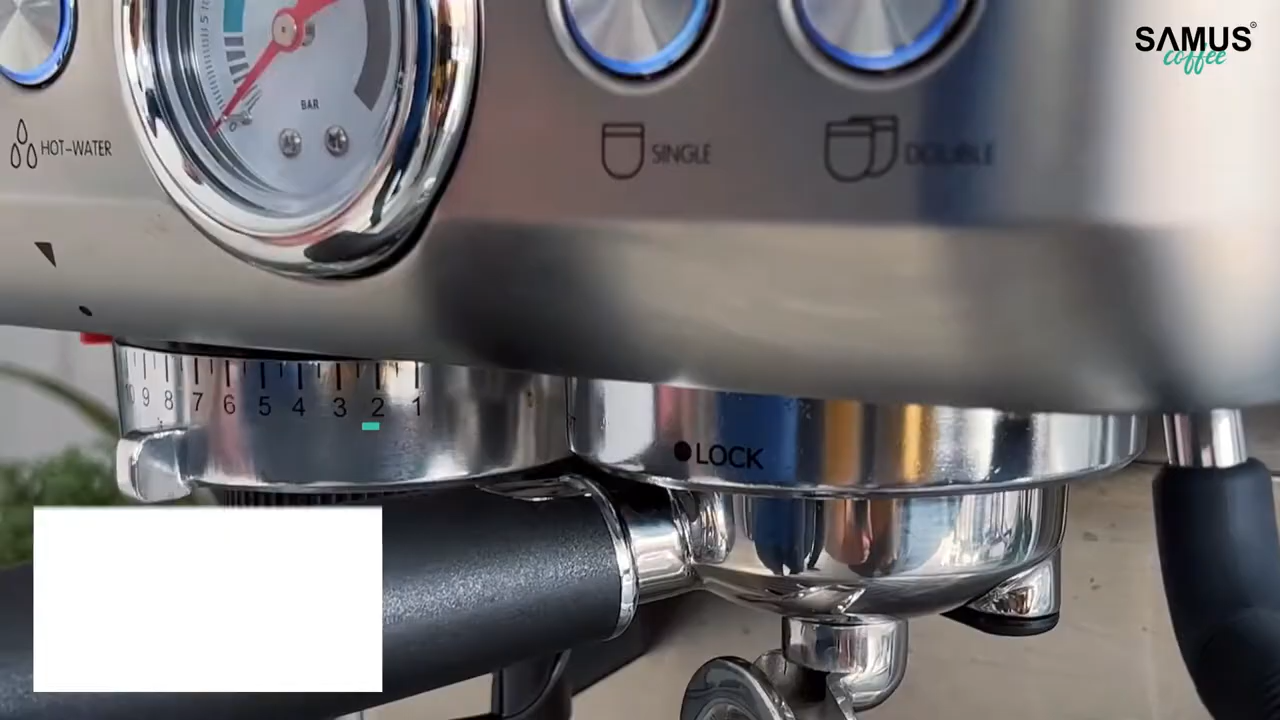 SAMUS®
coffee
BAR
HOT-WATER
SINGLE
DOUBLE
10 9 8 7 6 5 4 3 2 1
LOCK